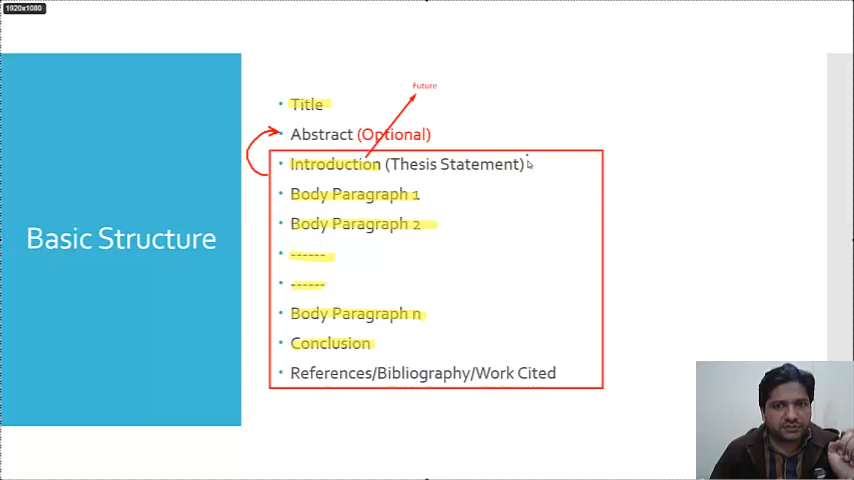 1920x1080
Future
Title
Abstract (Optional)
Introduction (Thesis Statement)
Body Paragraph 1
Body Paragraph 2
------
------
Body Paragraph n
Conclusion
References/Bibliography/Work Cited
Basic Structure